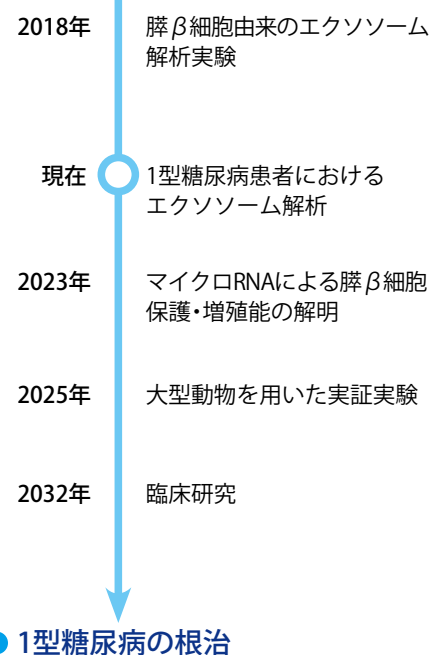 2018年 膵β細胞由来のエクソソーム
解析実験
現在 1型糖尿病患者における
エクソソーム解析
2023年 マイクロRNAによる膵β細胞
保護・増殖能の解明
2025年 大型動物を用いた実証実験
2032年 臨床研究
1型糖尿病の根治